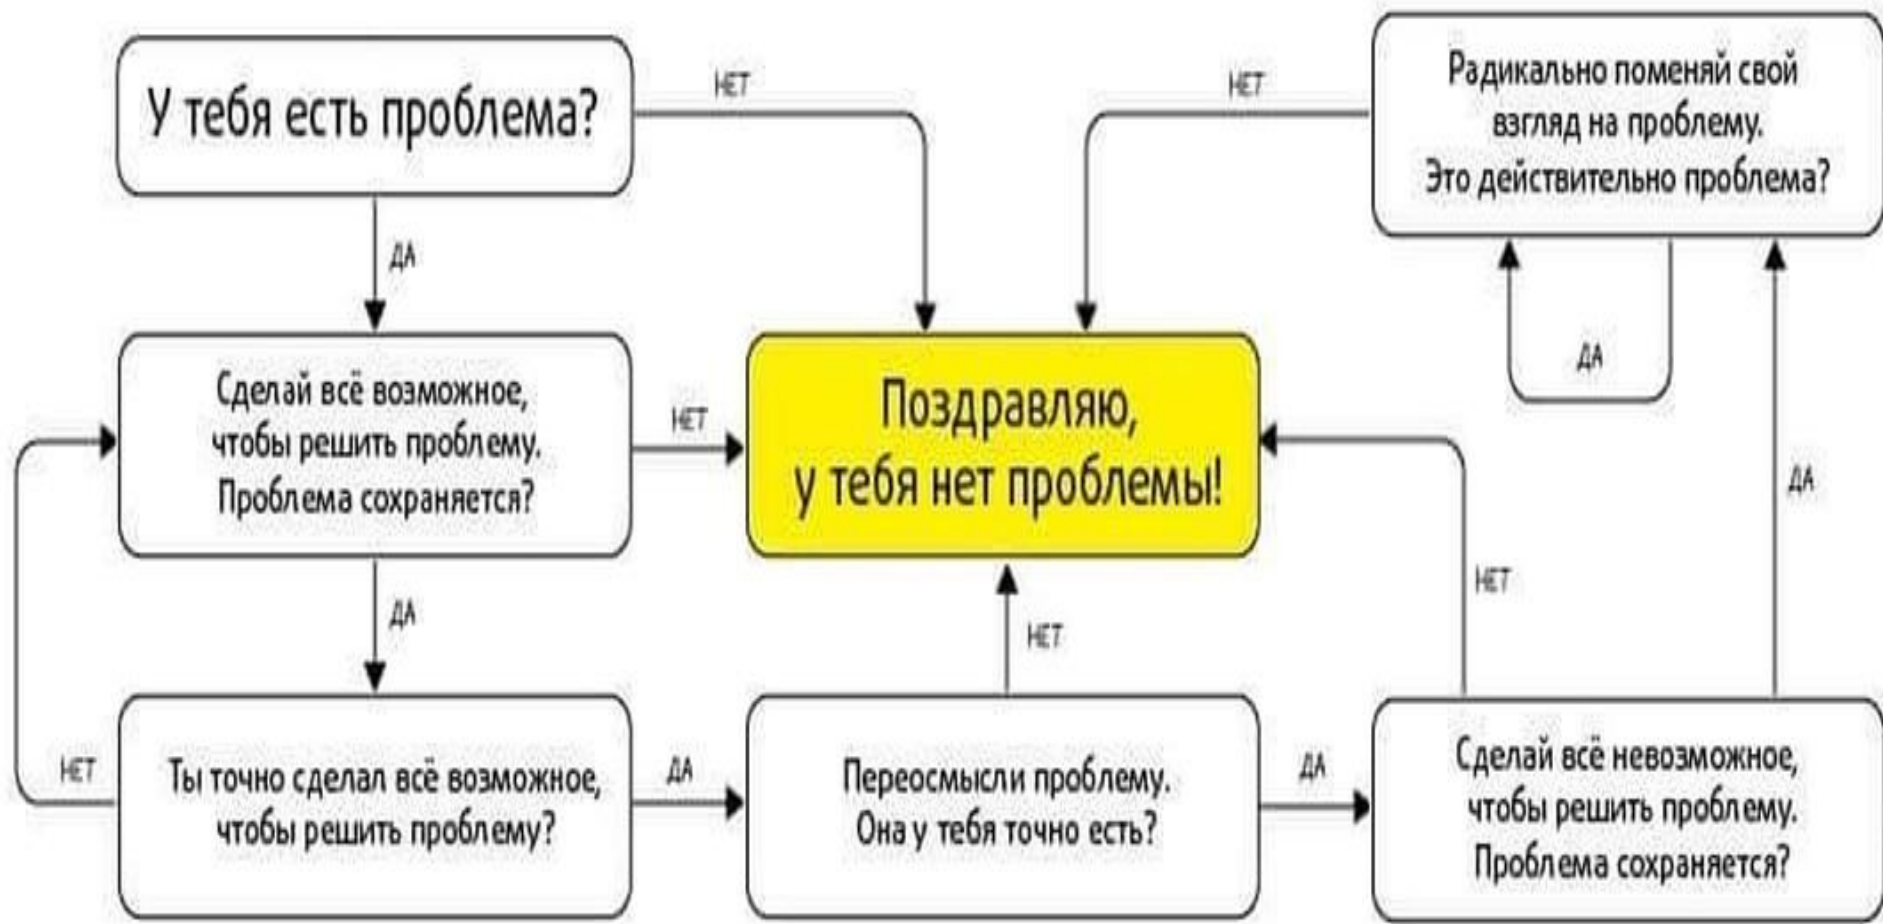 У тебя есть проблема?
НЕТ
НЕТ
Радикально поменяй свой
взгляд на проблему.
Это действительно проблема?
ДА
ДА
Сделай всё возможное,
чтобы решить проблему.
Проблема сохраняется?
НЕТ
Поздравляю,
у тебя нет проблемы!
ДА
НЕТ
ДА
НЕТ
НЕТ
Ты точно сделал всё возможное,
чтобы решить проблему?
ДА
Переосмысли проблему.
Она у тебя точно есть?
ДА
Сделай всё невозможное,
чтобы решить проблему.
Проблема сохраняется?